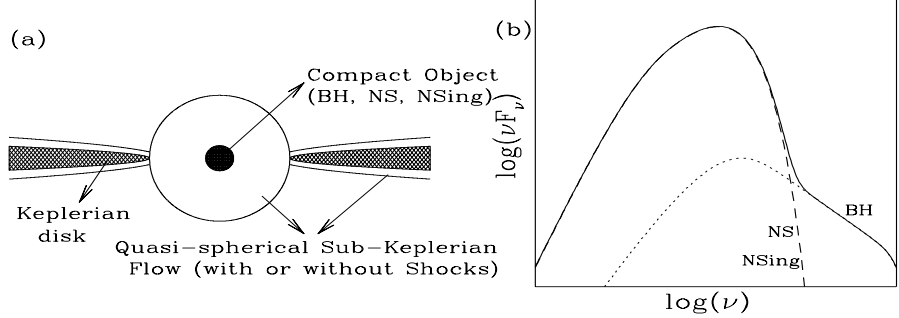 (a)
Compact Object
(BH, NS, NSing)
Keplerian
disk
Quasi−spherical Sub−Keplerian
Flow (with or without Shocks)
(b)
log(νFν)
BH
NS
NSing
log(ν)